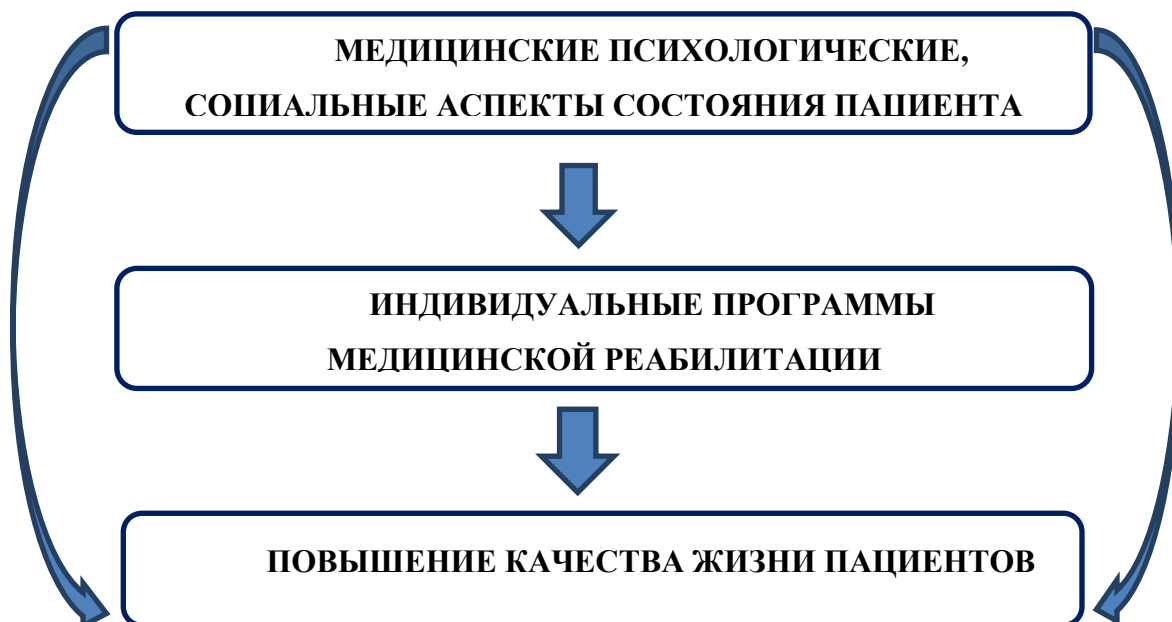 МЕДИЦИНСКИЕ ПСИХОЛОГИЧЕСКИЕ,
СОЦИАЛЬНЫЕ АСПЕКТЫ СОСТОЯНИЯ ПАЦИЕНТА
ИНДИВИДУАЛЬНЫЕ ПРОГРАММЫ
МЕДИЦИНСКОЙ РЕАБИЛИТАЦИИ
ПОВЫШЕНИЕ КАЧЕСТВА ЖИЗНИ ПАЦИЕНТОВ